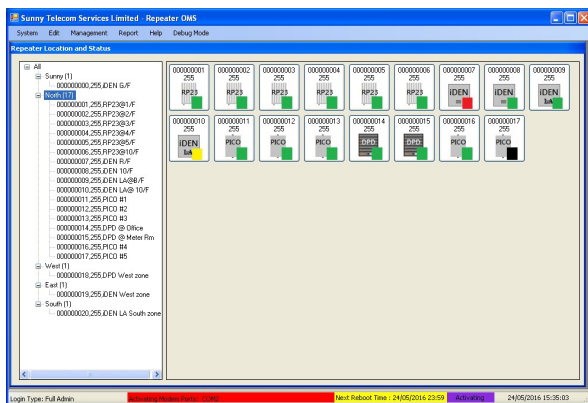 Sunny Telecom Services Limited - Repeater OMS
System Edit Management Report Help Debug Mode
Repeater Location and Status
All
Sunny (1)
000000000,255,iDEN G/F
North (17)
000000001,255,RP23@1/F
000000002,255,RP23@2/F
000000003,255,RP23@3/F
000000004,255,RP23@4/F
000000005,255,RP23@5/F
000000006,255,RP23@10/F
000000007,255,iDEN R/F
000000008,255,iDEN 10/F
000000009,255,iDEN LA@8/F
000000010,255,iDEN LA@ 9/F
000000011,255,PICO #1
000000012,255,PICO #2
000000013,255,PICO #3
000000014,255,DPD @ Office
000000015,255,DPD @ Meter Rm
000000016,255,PICO #4
000000017,255,PICO #5
West (1)
000000018,255,DPD West zone
East (1)
000000019,255,iDEN West zone
South (1)
000000020,255,iDEN LA South zone
000000001 000000002 000000003 000000004 000000005 000000006 000000007 000000008 000000009
255 255 255 255 255 255 255 255 255
RP23 RP23 RP23 RP23 RP23 RP23 iDEN iDEN iDEN
LA
000000010 000000011 000000012 000000013 000000014 000000015 000000016 000000017
255 255 255 255 255 255 255 255
iDEN PICO PICO PICO DPD DPD PICO PICO
LA
Login Type: Full Admin Activating Modem Ports: COM2 Next Reboot Time : 24/05/2016 23:59 Activating 24/05/2016 15:35:03